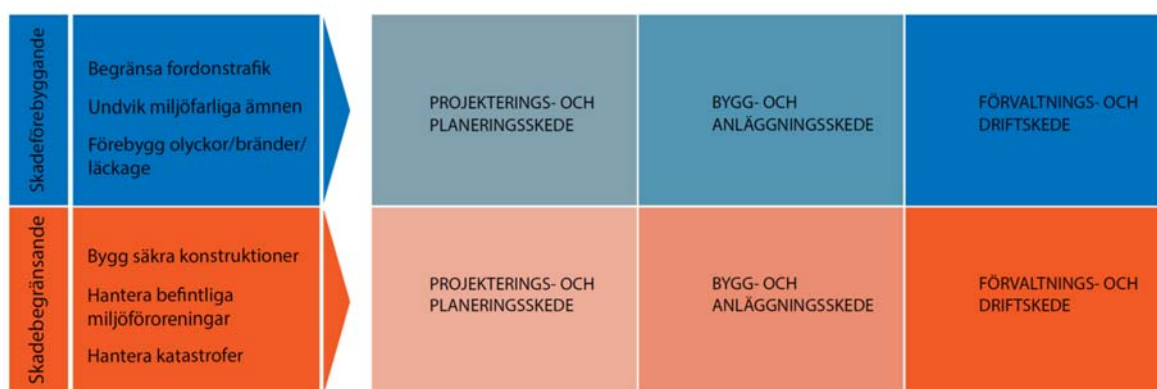 Skadeförebyggande
Begränsa fordonstrafik
Undvik miljöfarliga ämnen
Förebygg olyckor/bränder/
läckage
PROJEKTERINGS- OCH
PLANERINGSSKEDE
BYGG- OCH
ANLÄGGNINGSSKEDE
FÖRVALTNINGS- OCH
DRIFTSKEDE
Skadebegränsande
Bygg säkra konstruktioner
Hantera befintliga
miljöföroreningar
Hantera katastrofer
PROJEKTERINGS- OCH
PLANERINGSSKEDE
BYGG- OCH
ANLÄGGNINGSSKEDE
FÖRVALTNINGS- OCH
DRIFTSKEDE